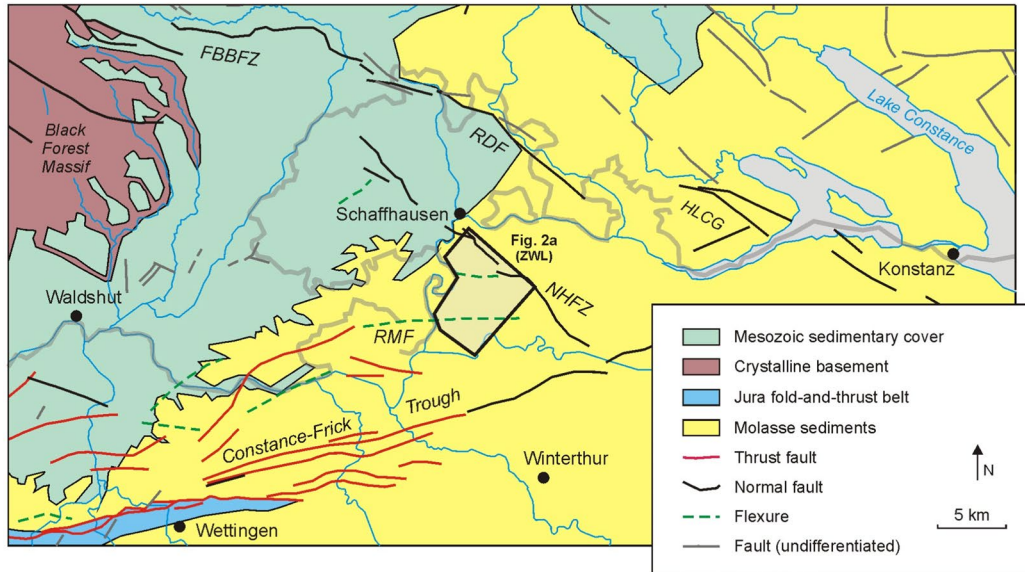 FBBFZ
Black
Forest
Massif
Lake Constance
RDF
Schaffhausen
HLCG
Fig. 2a
(ZWL)
Konstanz
NHFZ
Waldshut
RMF
Constance-Frick Trough
Winterthur
Wettingen
Mesozoic sedimentary cover
Crystalline basement
Jura fold-and-thrust belt
Molasse sediments
Thrust fault
Normal fault
Flexure
Fault (undifferentiated)
N
5 km